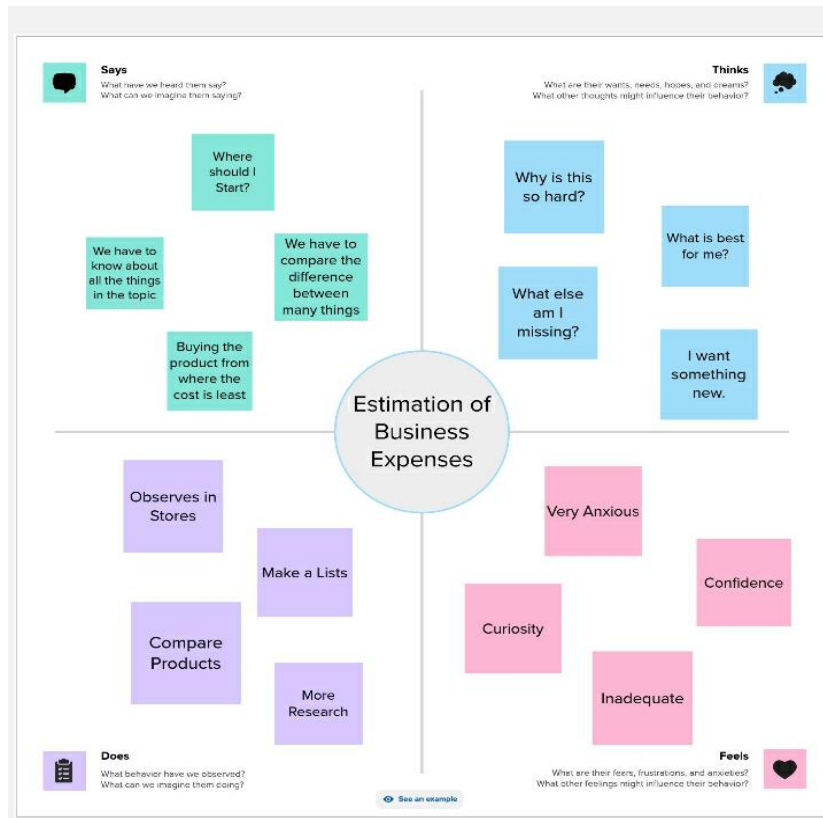 Says
What have we heard them say?
What can we imagine them saying?
Thinks
What are their wants, needs, hopes, and dreams?
What other thoughts might influence their behavior?
Where
should I
Start?
We have to
know about
all the things
in the topic
We have to
compare the
difference
between
many things
Buying the
product from
where the
cost is least
Why is this
so hard?
What is best
for me?
What else
am I
missing?
I want
something
new.
Estimation of
Business
Expenses
Observes in
Stores
Make a Lists
Compare
Products
More
Research
Very Anxious
Confidence
Curiosity
Inadequate
Does
What behavior have we observed?
What can we imagine them doing?
Feels
What are their fears, frustrations, and anxieties?
What other feelings might influence their behavior?
See an example